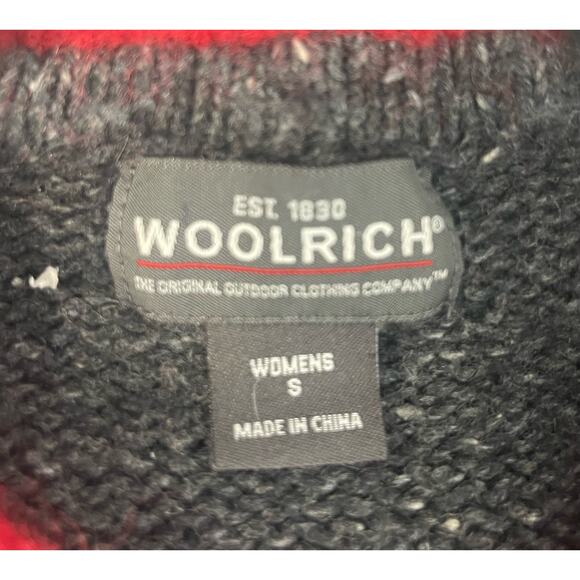 EST. 1830
WOOLRICH®
THE ORIGINAL OUTDOOR CLOTHING COMPANY™
WOMENS
S
MADE IN CHINA